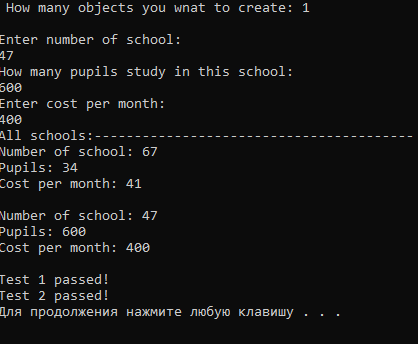 How many objects you wnat to create: 1
Enter number of school:
47
How many pupils study in this school:
600
Enter cost per month:
400
All schools:----------------------------------------
Number of school: 67
Pupils: 34
Cost per month: 41
Number of school: 47
Pupils: 600
Cost per month: 400
Test 1 passed!
Test 2 passed!
Для продолжения нажмите любую клавишу . . .